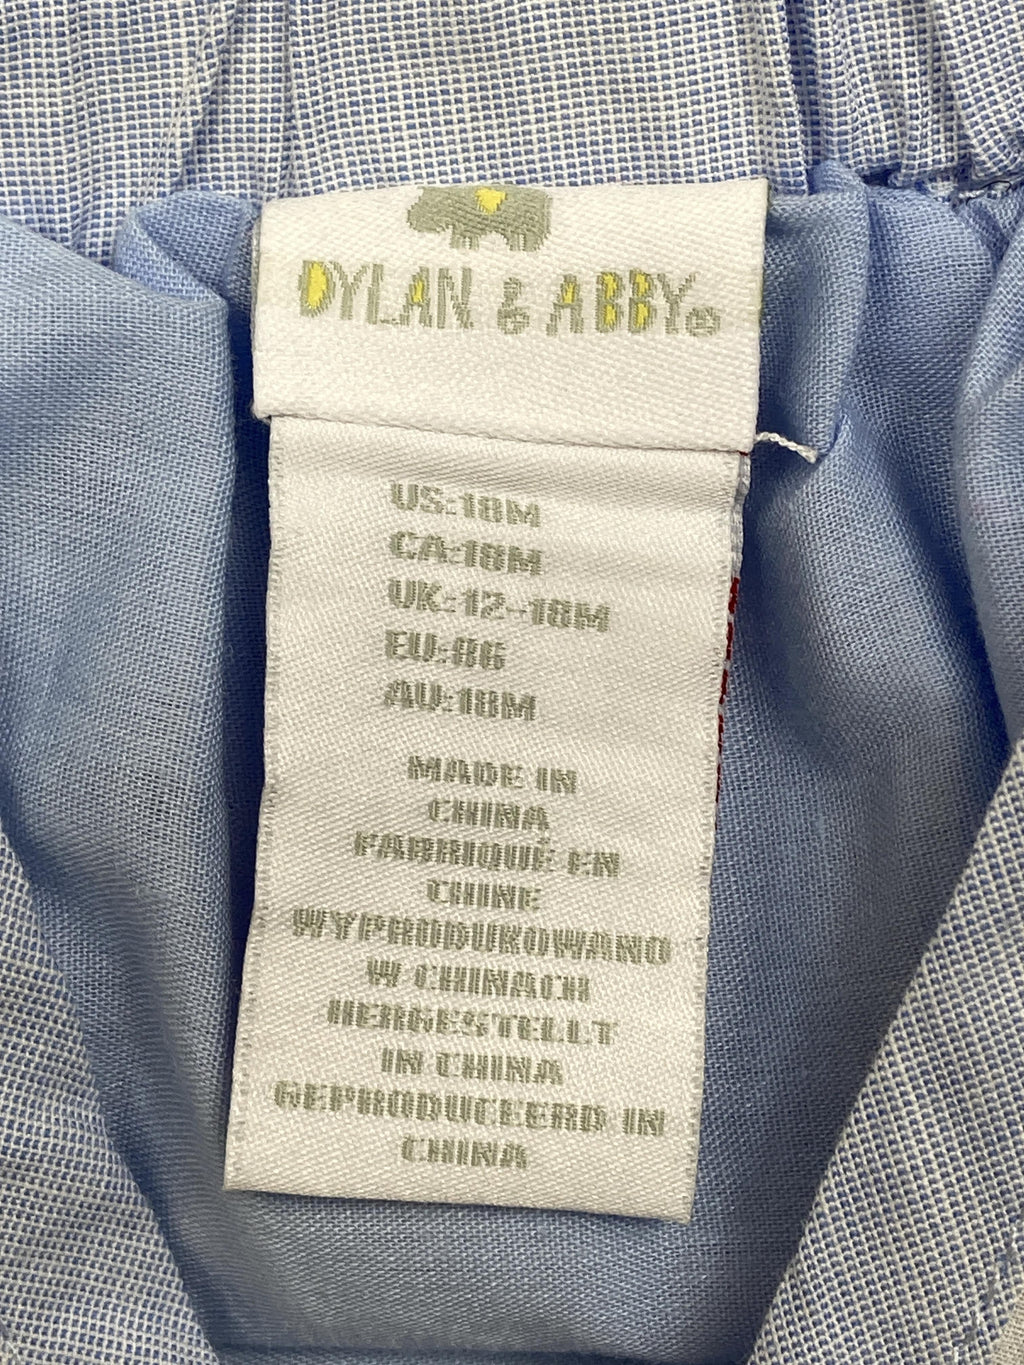 DYLAN & ABBY®
US:18M
CA:18M
UK:12-18M
EU:86
AU:18M
MADE IN
CHINA
FABRIQUÉ EN
CHINE
WYPRODUKOWANO
W CHINACH
HERGESTELLT
IN CHINA
GEPRODUCEERD IN
CHINA